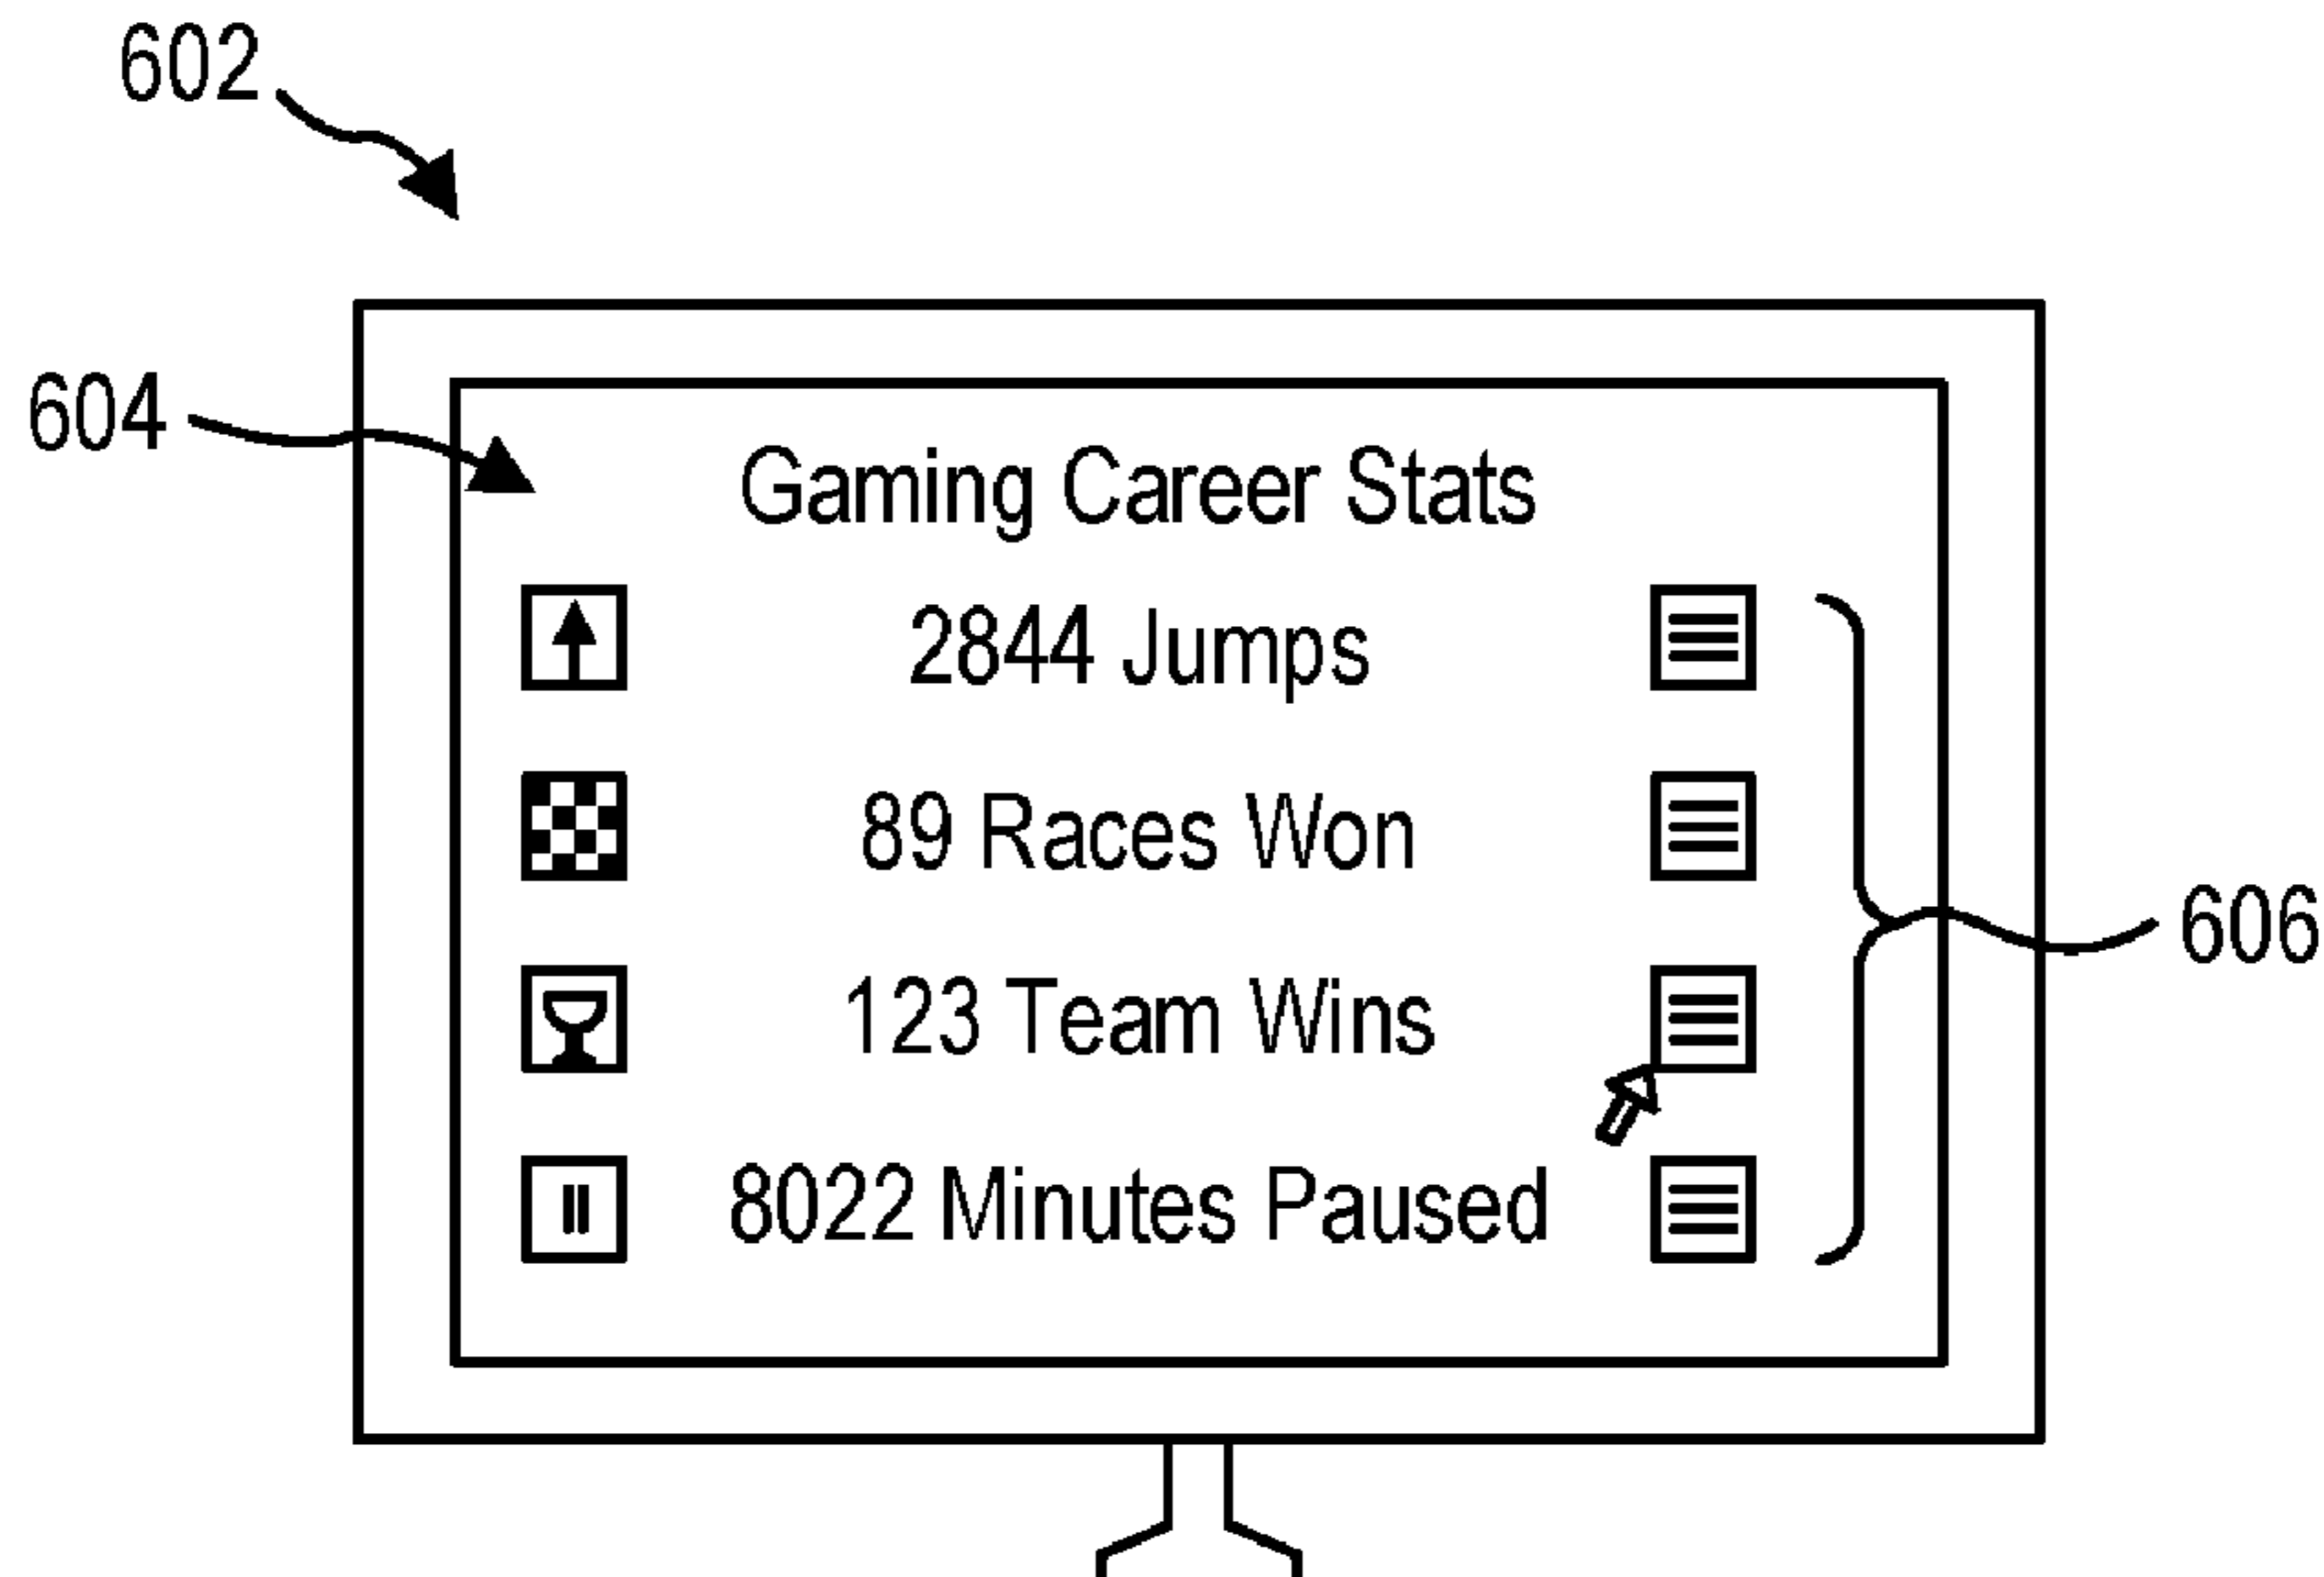 602
604
Gaming Career Stats
2844 Jumps
89 Races Won
606
123 Team Wins
8022 Minutes Paused